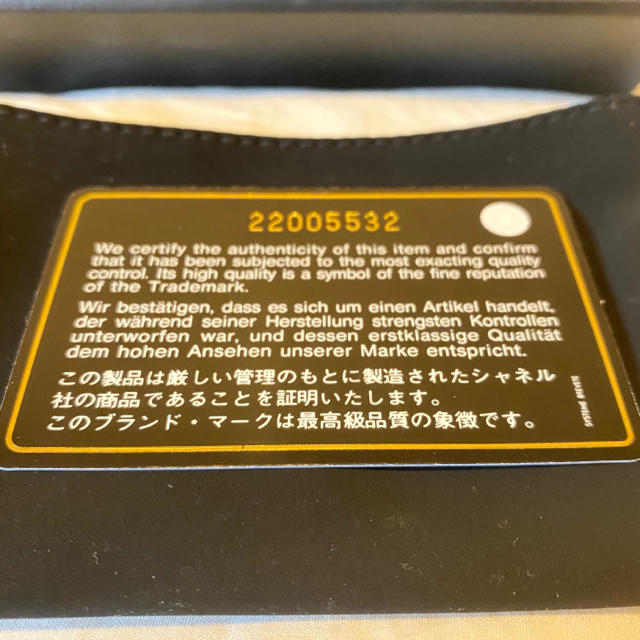 22005532
We certify the authenticity of this item and confirm
that it has been subjected to the most exacting quality
control. Its high quality is a symbol of the fine reputation
of the Trademark.
Wir bestätigen, dass es sich um einen Artikel handelt,
der während seiner Herstellung strengsten Kontrollen
unterworfen war, und dessen erstklassige Qualität
dem hohen Ansehen unserer Marke entspricht.
この製品は厳しい管理のもとに製造されたシャネル
社の商品であることを証明いたします。
このブランド・マークは最高級品質の象徴です。
SYSTEME BREVETE